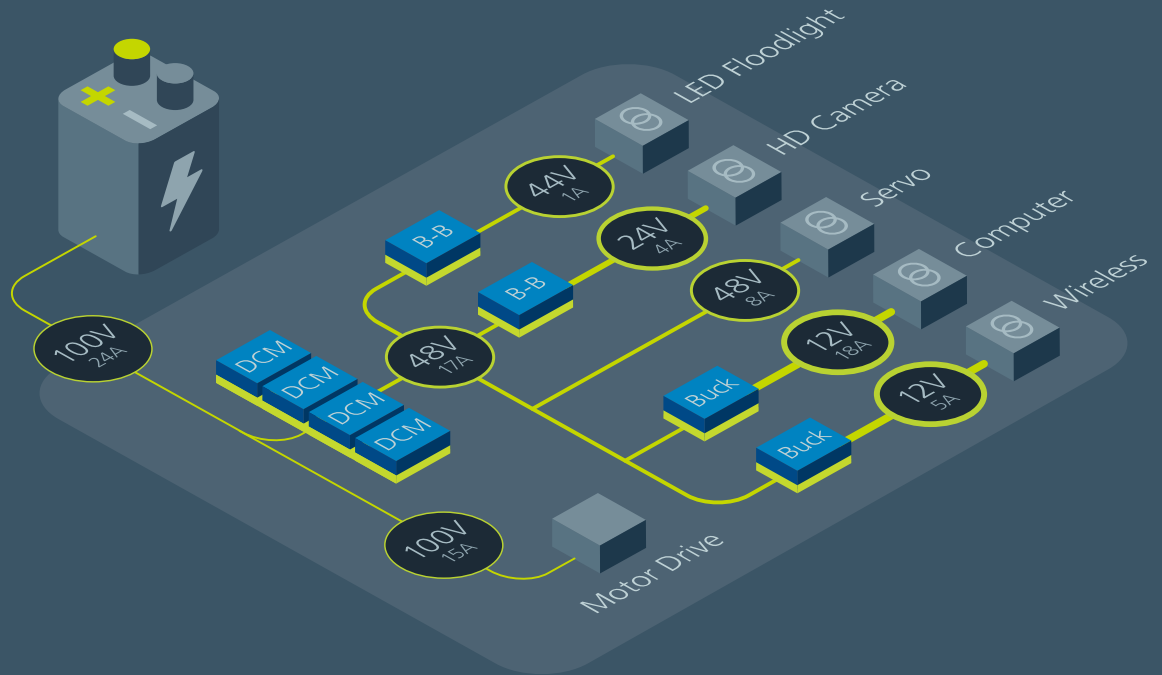 LED Floodlight
HD Camera
Servo
Computer
Wireless
44V
1A
B-B
24V
4A
B-B
48V
8A
100V
24A
DCM
DCM
DCM
DCM
48V
17A
12V
18A
Buck
12V
5A
Buck
100V
15A
Motor Drive